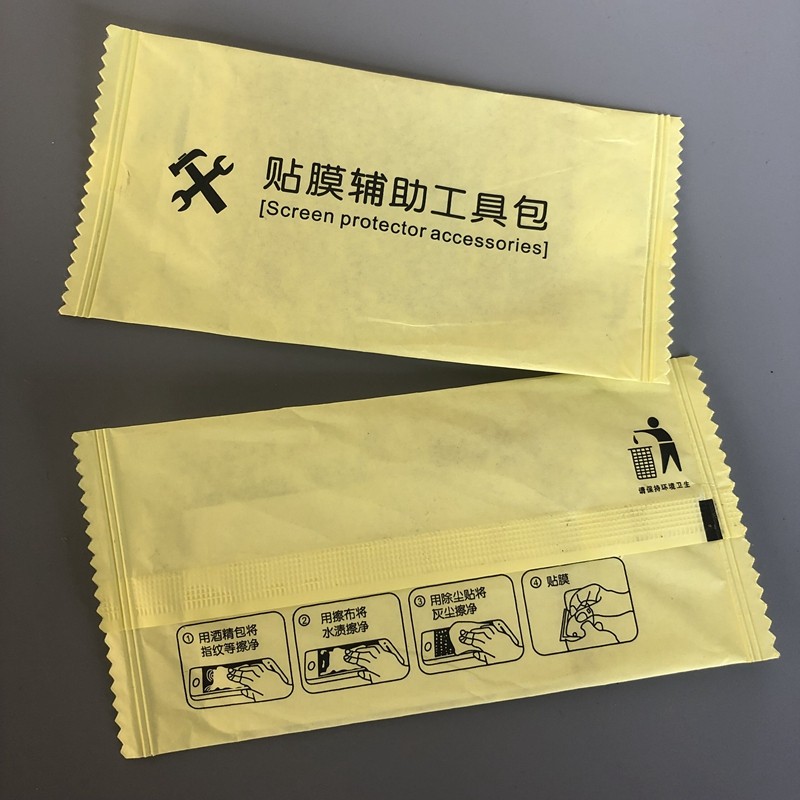 贴膜辅助工具包
[Screen protector accessories]
请保持环境卫生
① 用酒精包将
指纹等擦净
② 用擦布将
水渍擦净
③ 用除尘贴将
灰尘擦净
④ 贴膜